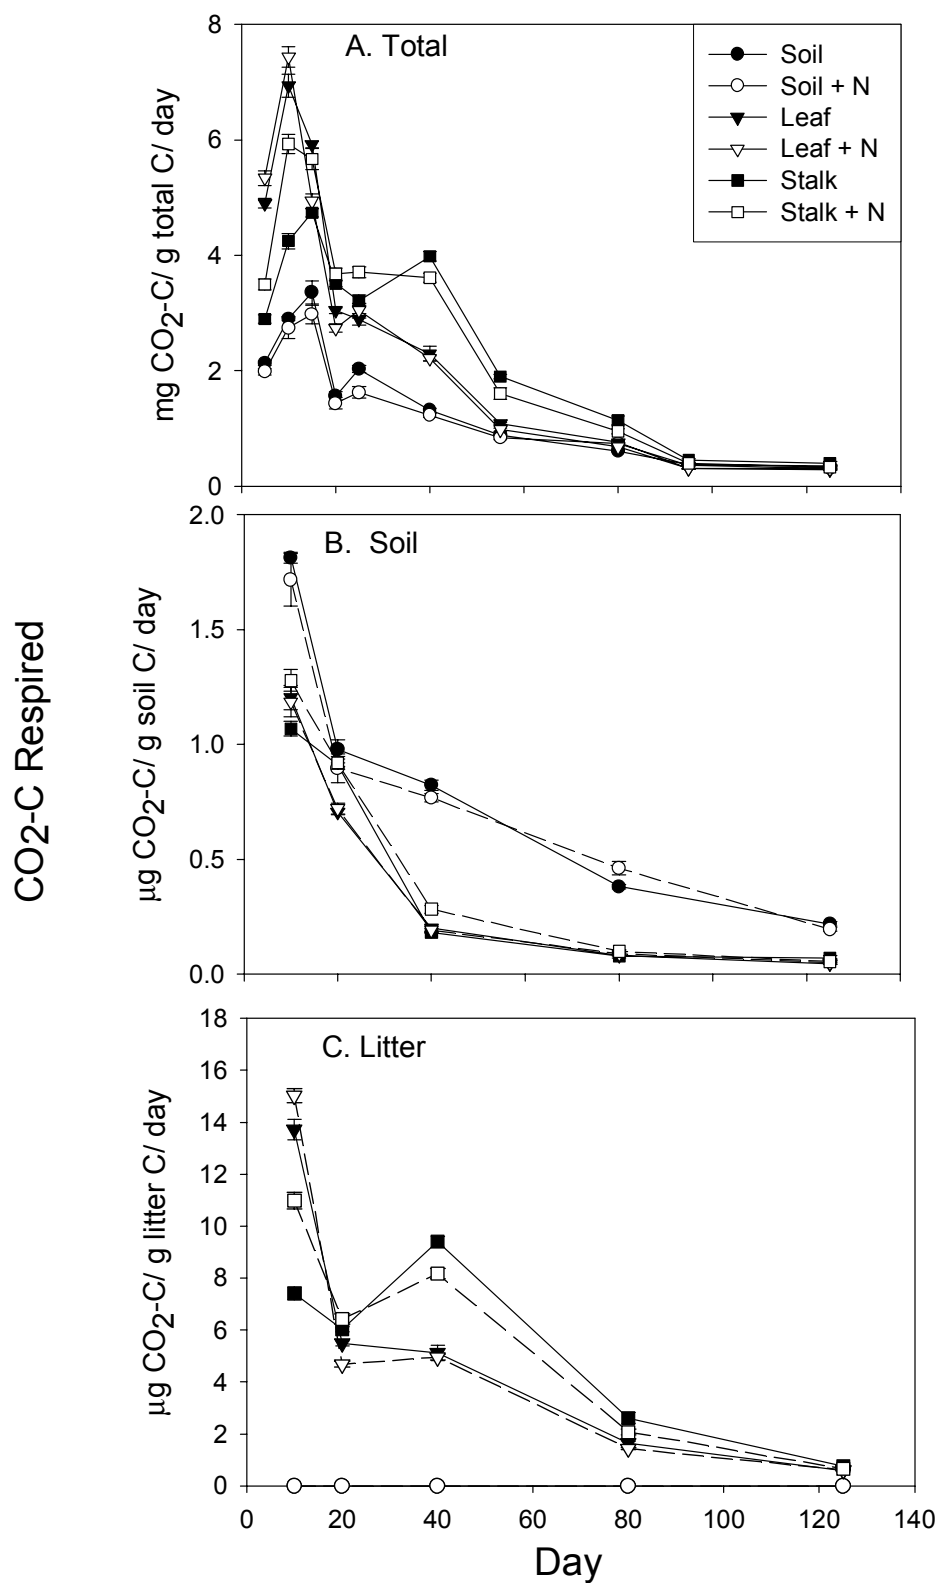 A. Total
Soil
Soil + N
Leaf
Leaf + N
Stalk
Stalk + N
mg CO2-C/ g total C/ day
8
6
4
2
0
B. Soil
µg CO2-C/ g soil C/ day
2.0
1.5
1.0
0.5
0.0
CO2-C Respired
C. Litter
µg CO2-C/ g litter C/ day
18
16
14
12
10
8
6
4
2
0
0 20 40 60 80 100 120 140
Day